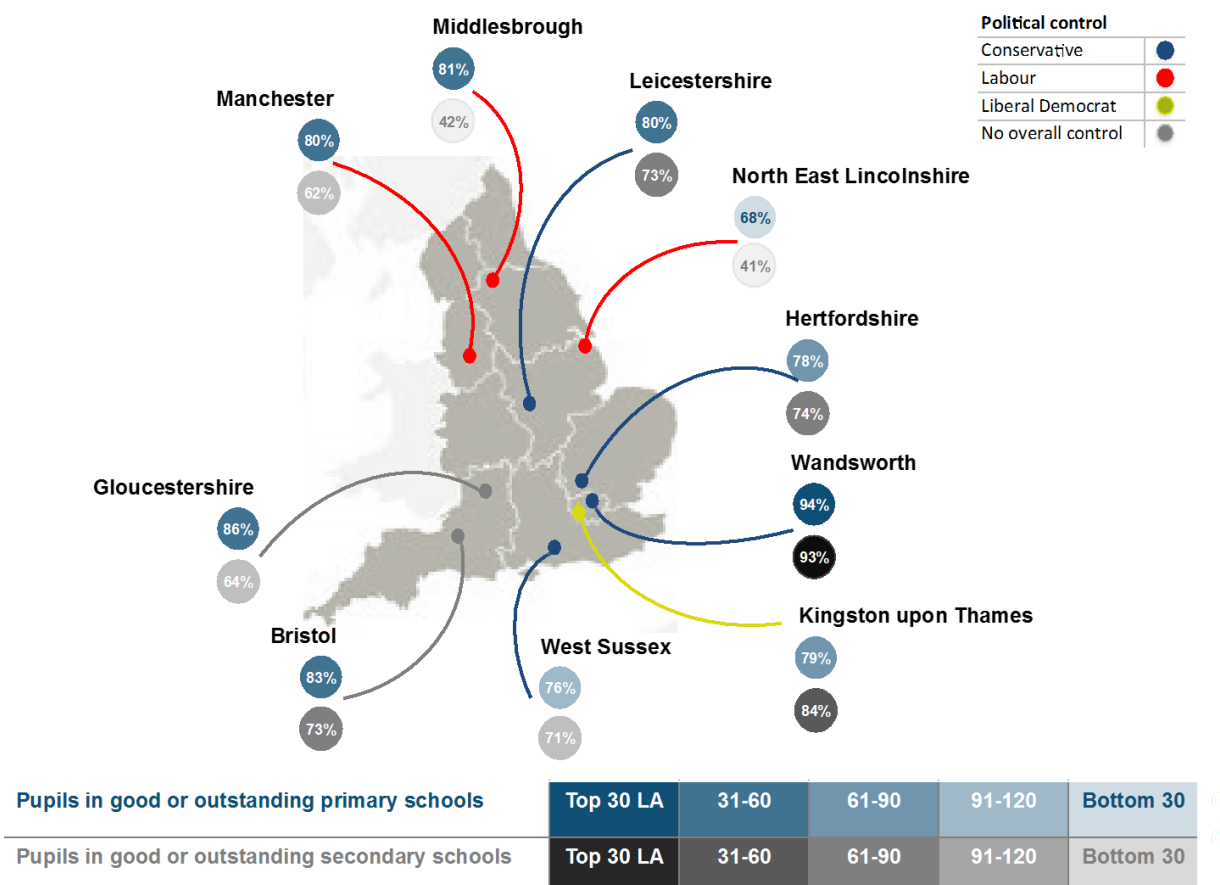 Middlesbrough
81%
42%
Manchester
80%
62%
Leicestershire
80%
73%
North East Lincolnshire
68%
41%
Political control
Conservative
Labour
Liberal Democrat
No overall control
Hertfordshire
78%
74%
Wandsworth
94%
93%
Gloucestershire
86%
64%
Kingston upon Thames
79%
84%
Bristol
83%
73%
West Sussex
76%
71%
Pupils in good or outstanding primary schools Top 30 LA 31-60 61-90 91-120 Bottom 30
Pupils in good or outstanding secondary schools Top 30 LA 31-60 61-90 91-120 Bottom 30